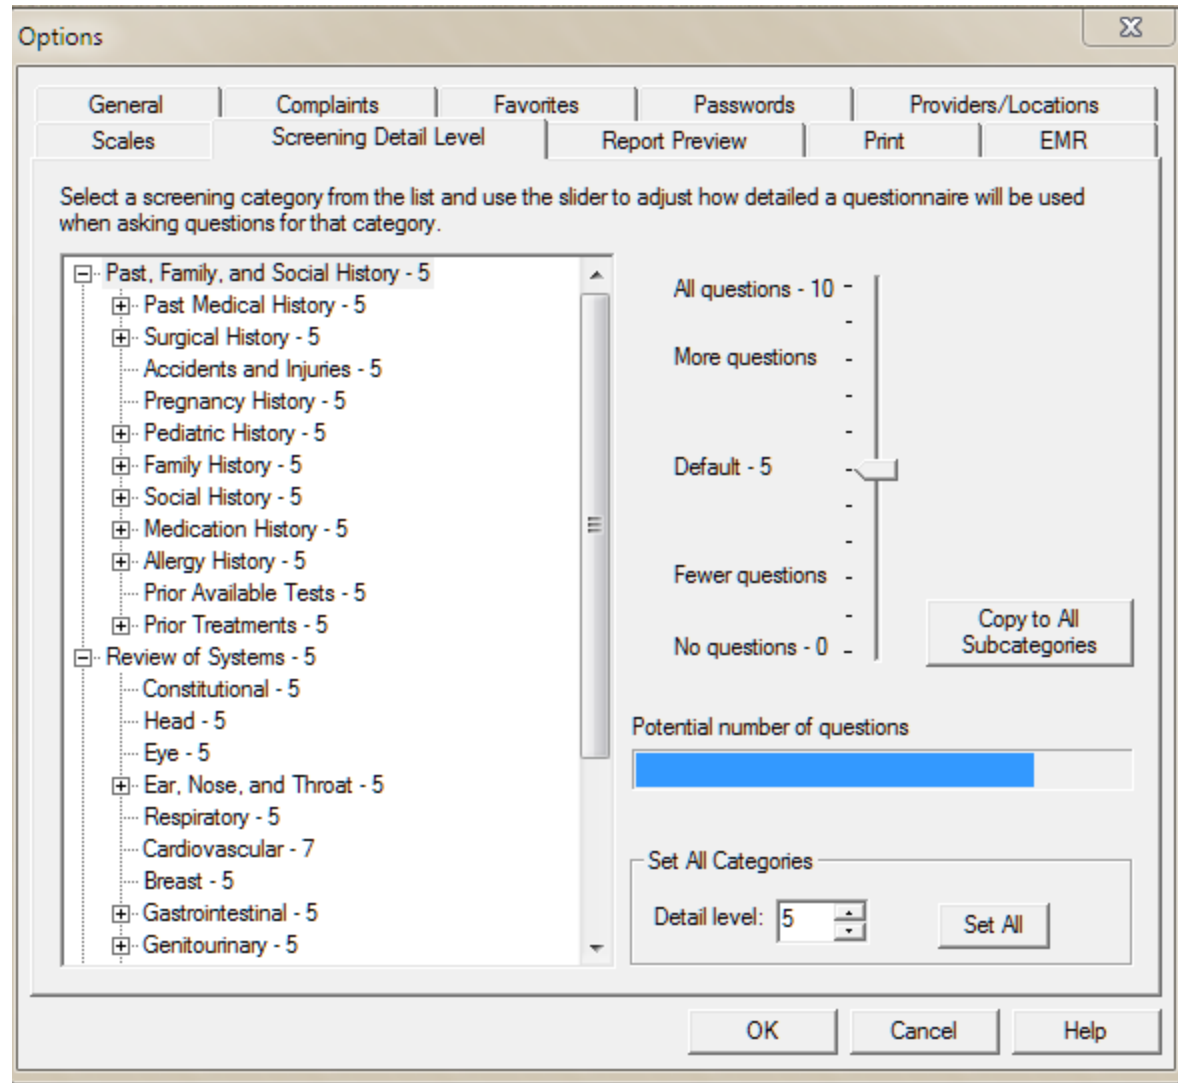 Options
General
Complaints
Favorites
Passwords
Providers/Locations
Scales
Screening Detail Level
Report Preview
Print
EMR
Select a screening category from the list and use the slider to adjust how detailed a questionnaire will be used
when asking questions for that category.
Past, Family, and Social History - 5
Past Medical History - 5
Surgical History - 5
Accidents and Injuries - 5
Pregnancy History - 5
Pediatric History - 5
Family History - 5
Social History - 5
Medication History - 5
Allergy History - 5
Prior Available Tests - 5
Prior Treatments - 5
Review of Systems - 5
Constitutional - 5
Head - 5
Eye - 5
Ear, Nose, and Throat - 5
Respiratory - 5
Cardiovascular - 7
Breast - 5
Gastrointestinal - 5
Genitourinary - 5
All questions - 10
More questions
Default - 5
Fewer questions
No questions - 0
Copy to All
Subcategories
Potential number of questions
Set All Categories
Detail level: 5
Set All
OK
Cancel
Help